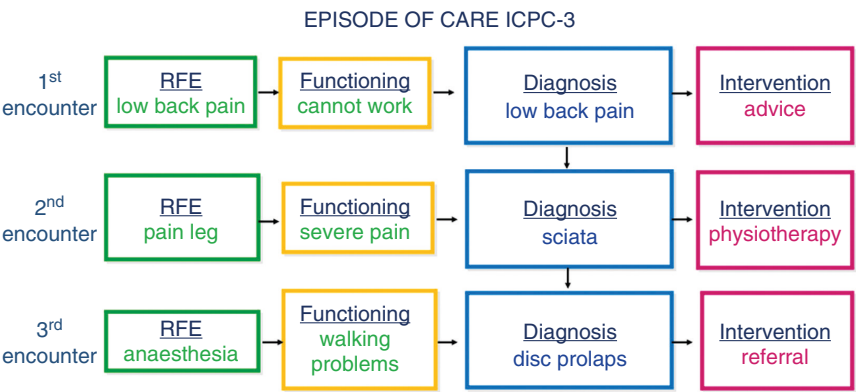 EPISODE OF CARE ICPC-3
1st encounter
RFE
low back pain
Functioning
cannot work
Diagnosis
low back pain
Intervention
advice
2nd encounter
RFE
pain leg
Functioning
severe pain
Diagnosis
sciata
Intervention
physiotherapy
3rd encounter
RFE
anaesthesia
Functioning
walking
problems
Diagnosis
disc prolaps
Intervention
referral